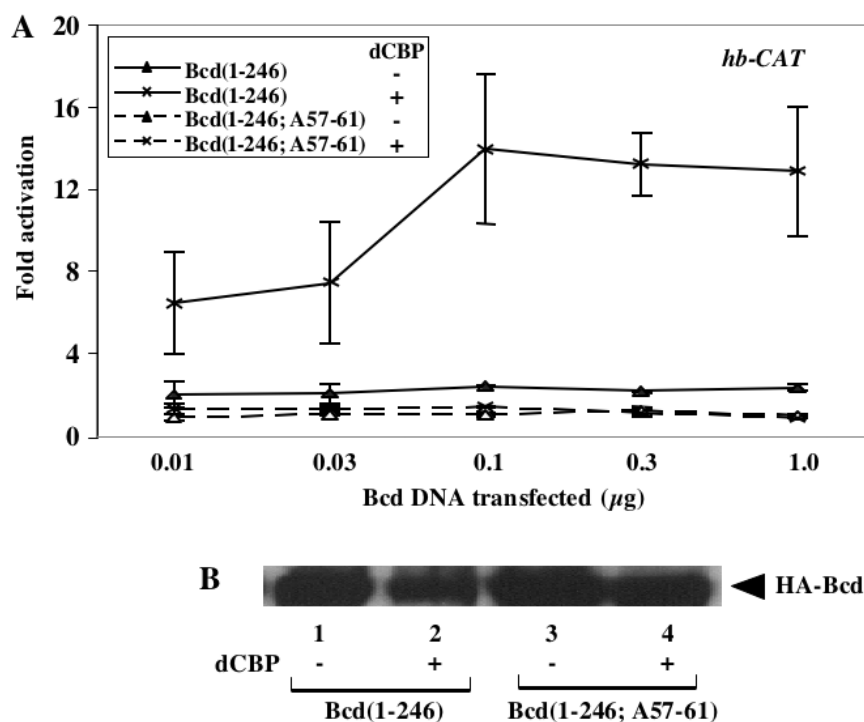 A
20
16
12
8
4
0
Fold activation
dCBP
Bcd(1-246) -
Bcd(1-246) +
Bcd(1-246; A57-61) -
Bcd(1-246; A57-61) +
hb-CAT
0.01 0.03 0.1 0.3 1.0
Bcd DNA transfected (µg)
B
HA-Bcd
1 2 3 4
dCBP - + - +
Bcd(1-246) Bcd(1-246; A57-61)